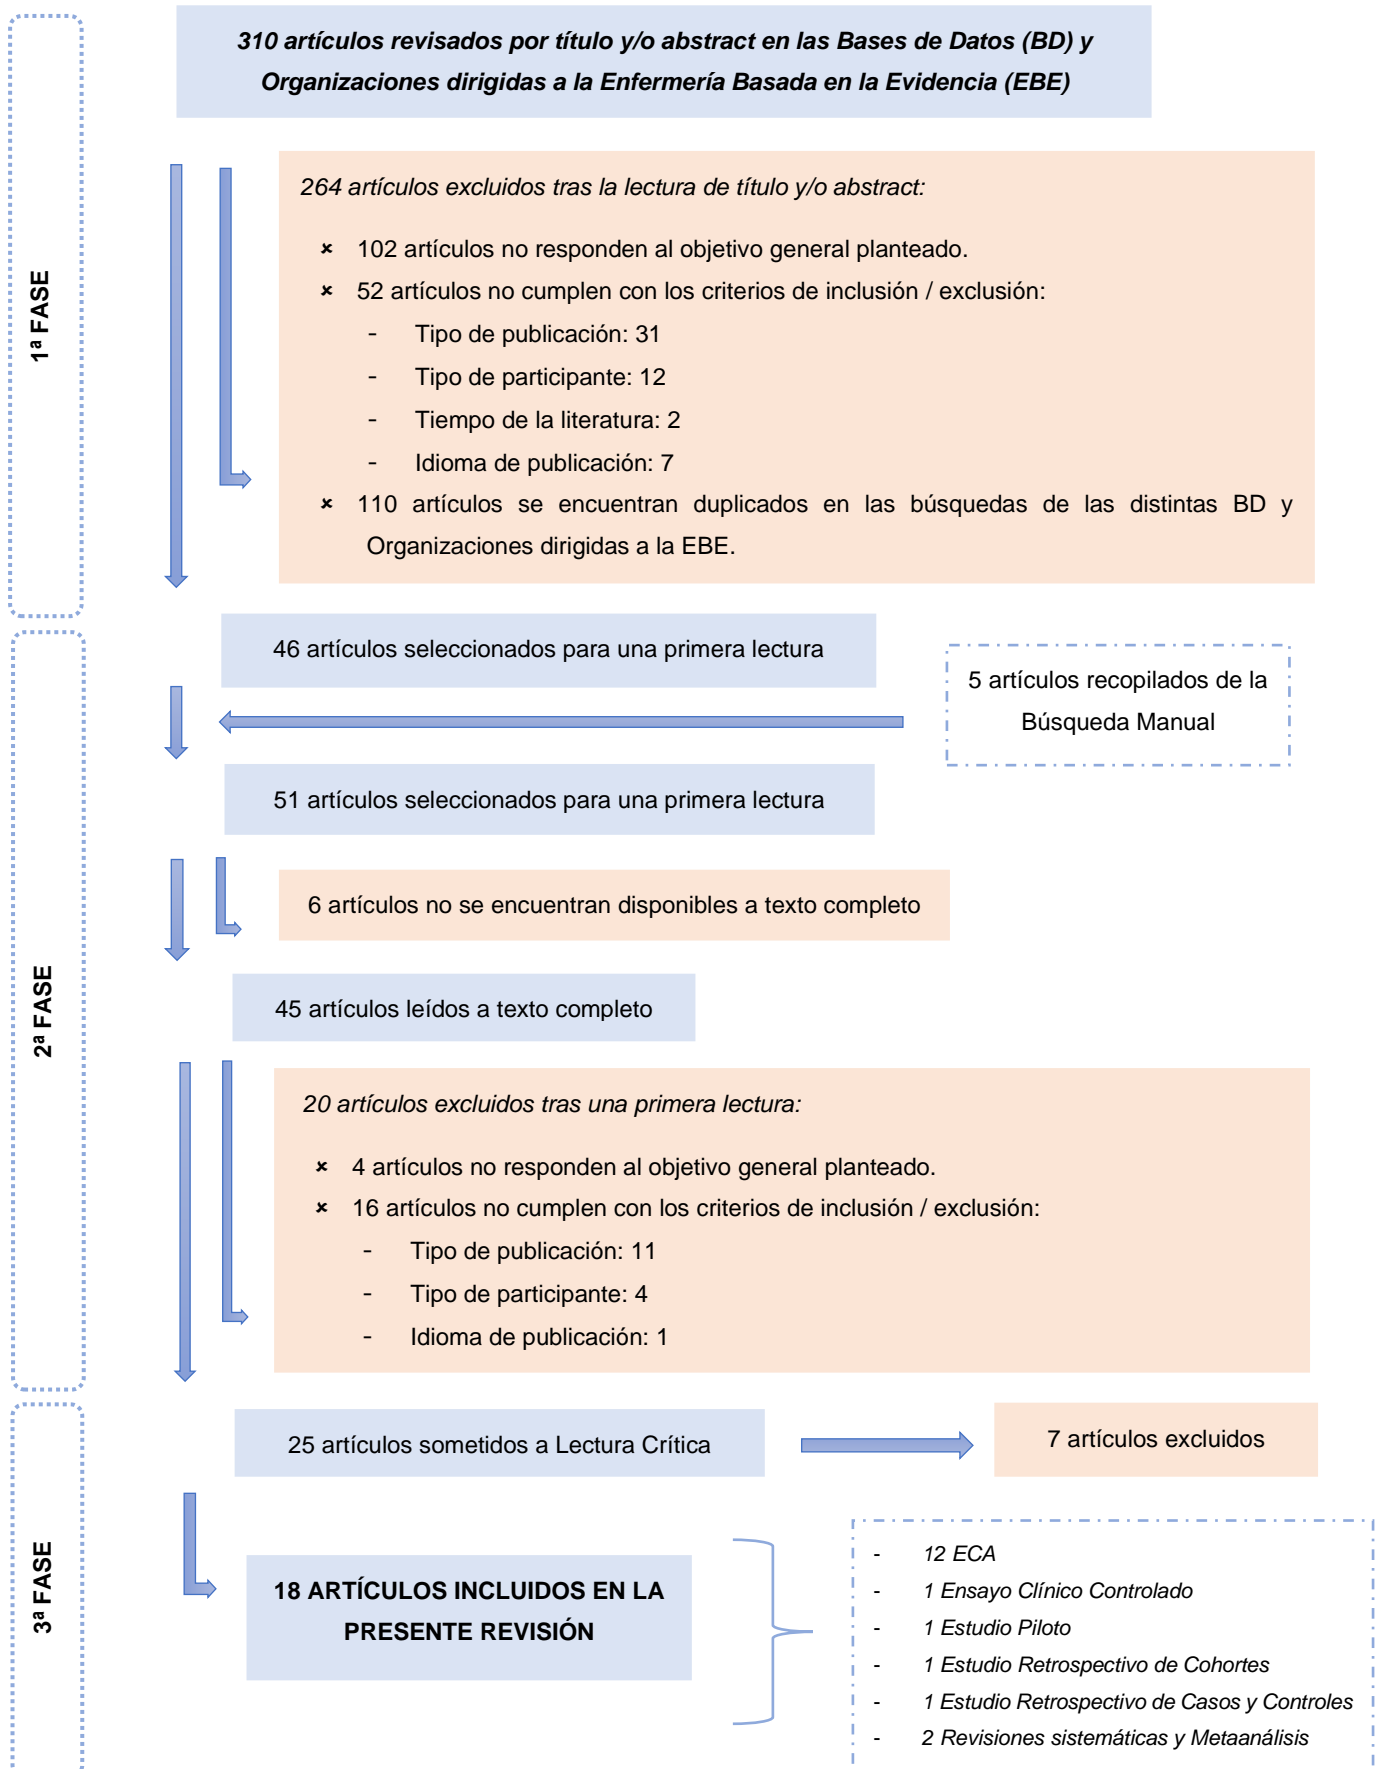 310 artículos revisados por título y/o abstract en las Bases de Datos (BD) y
Organizaciones dirigidas a la Enfermería Basada en la Evidencia (EBE)
1ª FASE
264 artículos excluidos tras la lectura de título y/o abstract:
× 102 artículos no responden al objetivo general planteado.
× 52 artículos no cumplen con los criterios de inclusión / exclusión:
- Tipo de publicación: 31
- Tipo de participante: 12
- Tiempo de la literatura: 2
- Idioma de publicación: 7
× 110 artículos se encuentran duplicados en las búsquedas de las distintas BD y
Organizaciones dirigidas a la EBE.
2ª FASE
46 artículos seleccionados para una primera lectura
5 artículos recopilados de la
Búsqueda Manual
51 artículos seleccionados para una primera lectura
6 artículos no se encuentran disponibles a texto completo
45 artículos leídos a texto completo
20 artículos excluidos tras una primera lectura:
× 4 artículos no responden al objetivo general planteado.
× 16 artículos no cumplen con los criterios de inclusión / exclusión:
- Tipo de publicación: 11
- Tipo de participante: 4
- Idioma de publicación: 1
3ª FASE
25 artículos sometidos a Lectura Crítica
7 artículos excluidos
18 ARTÍCULOS INCLUIDOS EN LA
PRESENTE REVISIÓN
- 12 ECA
- 1 Ensayo Clínico Controlado
- 1 Estudio Piloto
- 1 Estudio Retrospectivo de Cohortes
- 1 Estudio Retrospectivo de Casos y Controles
- 2 Revisiones sistemáticas y Metaanálisis